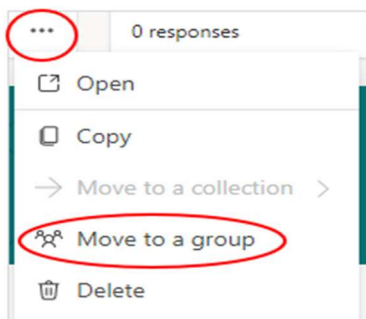 ... 0 responses
Open
Copy
Move to a collection
Move to a group
Delete